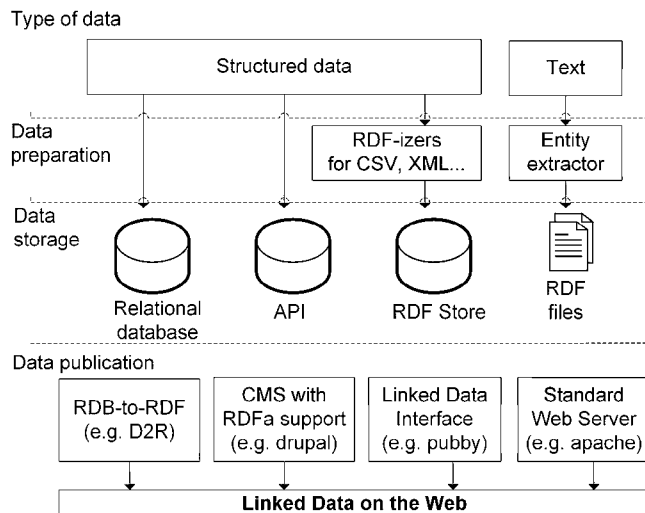 Type of data
Structured data
Text
Data
preparation
RDF-izers
for CSV, XML...
Entity
extractor
Data
storage
Relational
database
API
RDF Store
RDF
files
Data publication
RDB-to-RDF
(e.g. D2R)
CMS with
RDFa support
(e.g. drupal)
Linked Data
Interface
(e.g. pubby)
Standard
Web Server
(e.g. apache)
Linked Data on the Web